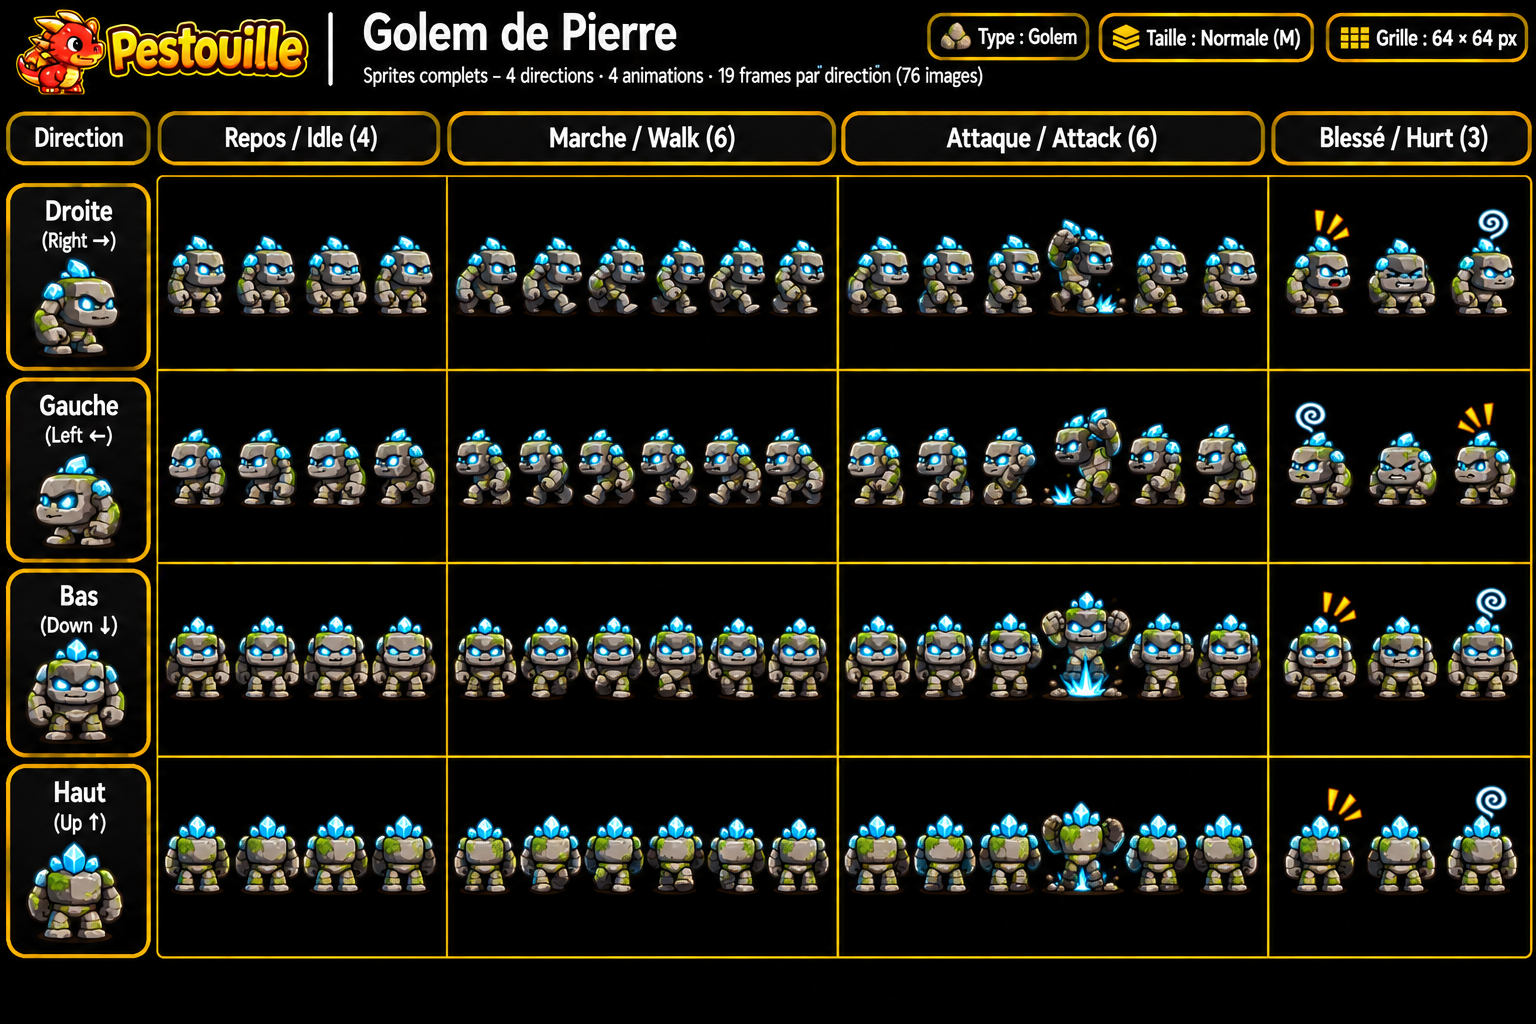 Pestouille
Golem de Pierre
Sprites complets – 4 directions · 4 animations · 19 frames par direction (76 images)
Type : Golem
Taille : Normale (M)
Grille : 64 × 64 px
Direction
Repos / Idle (4)
Marche / Walk (6)
Attaque / Attack (6)
Blessé / Hurt (3)
Droite
(Right →)
Gauche
(Left ←)
Bas
(Down ↓)
Haut
(Up ↑)